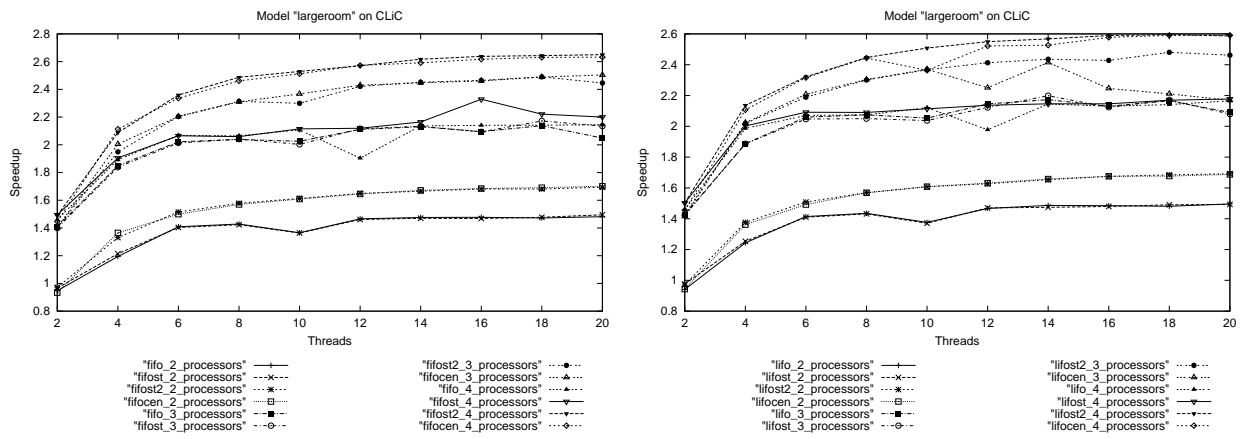 Model "largeroom" on CLiC
2.8
2.6
2.4
2.2
2
1.8
1.6
1.4
1.2
1
0.8
Speedup
2 4 6 8 10 12 14 16 18 20
Threads
"fifo_2_processors"
"fifost_2_processors"
"fifost2_2_processors"
"fifocen_2_processors"
"fifo_3_processors"
"fifost_3_processors"
"fifost2_3_processors"
"fifocen_3_processors"
"fifo_4_processors"
"fifost_4_processors"
"fifost2_4_processors"
"fifocen_4_processors"
Model "largeroom" on CLiC
2.6
2.4
2.2
2
1.8
1.6
1.4
1.2
1
0.8
Speedup
2 4 6 8 10 12 14 16 18 20
Threads
"lifo_2_processors"
"lifost_2_processors"
"lifost2_2_processors"
"lifocen_2_processors"
"lifo_3_processors"
"lifost_3_processors"
"lifost2_3_processors"
"lifocen_3_processors"
"lifo_4_processors"
"lifost_4_processors"
"lifost2_4_processors"
"lifocen_4_processors"